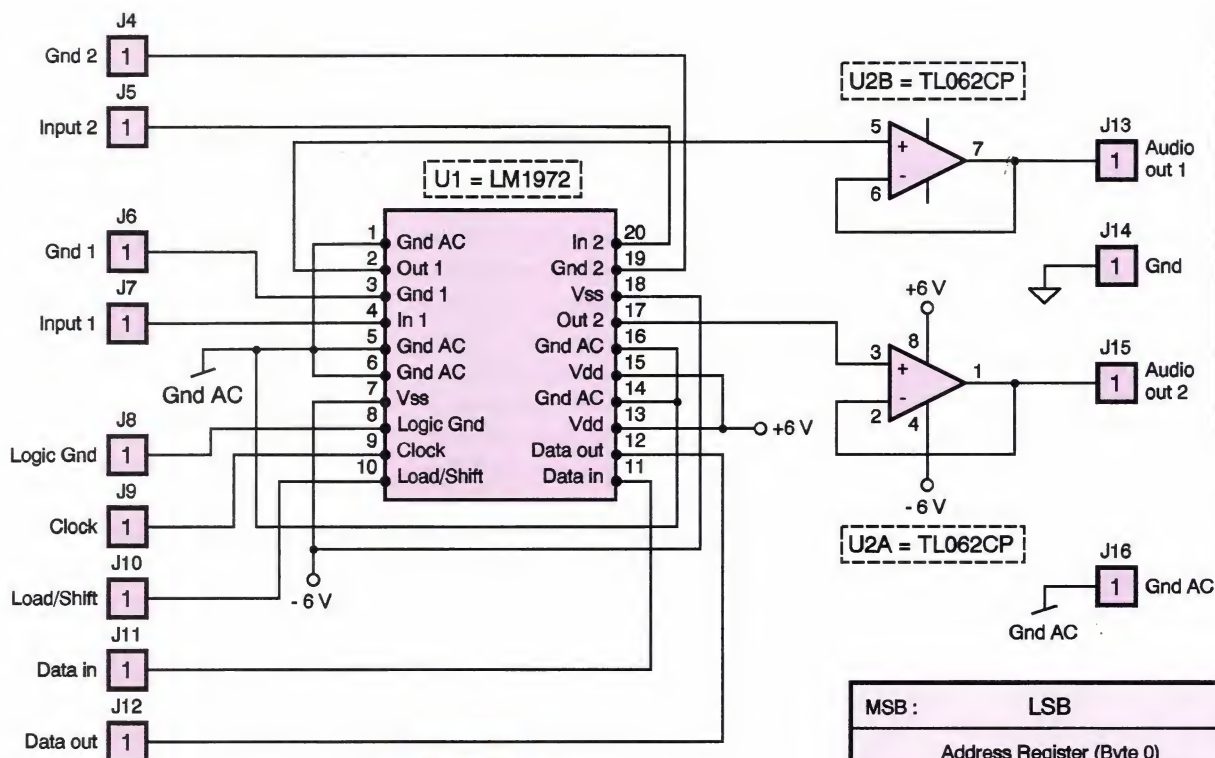 J4
Gnd 2
1
J5
Input 2
1
J6
Gnd 1
1
J7
Input 1
1
Gnd AC
J8
Logic Gnd
1
J9
Clock
1
J10
Load/Shift
1
J11
Data in
1
J12
Data out
1
- 6 V
U1 = LM1972
1 Gnd AC
2 Out 1
3 Gnd 1
4 In 1
5 Gnd AC
6 Gnd AC
7 Vss
8 Logic Gnd
9 Clock
10 Load/Shift
In 2 20
Gnd 2 19
Vss 18
Out 2 17
Gnd AC 16
Vdd 15
Gnd AC 14
Vdd 13
Data out 12
Data in 11
+6 V
U2B = TL062CP
5
+
7
-
6
J13
1
Audio
out 1
J14
1
Gnd
+6 V
8
3
+
1
-
2
4
- 6 V
U2A = TL062CP
J15
1
Audio
out 2
J16
1
Gnd AC
Gnd AC
MSB : LSB
Address Register (Byte 0)